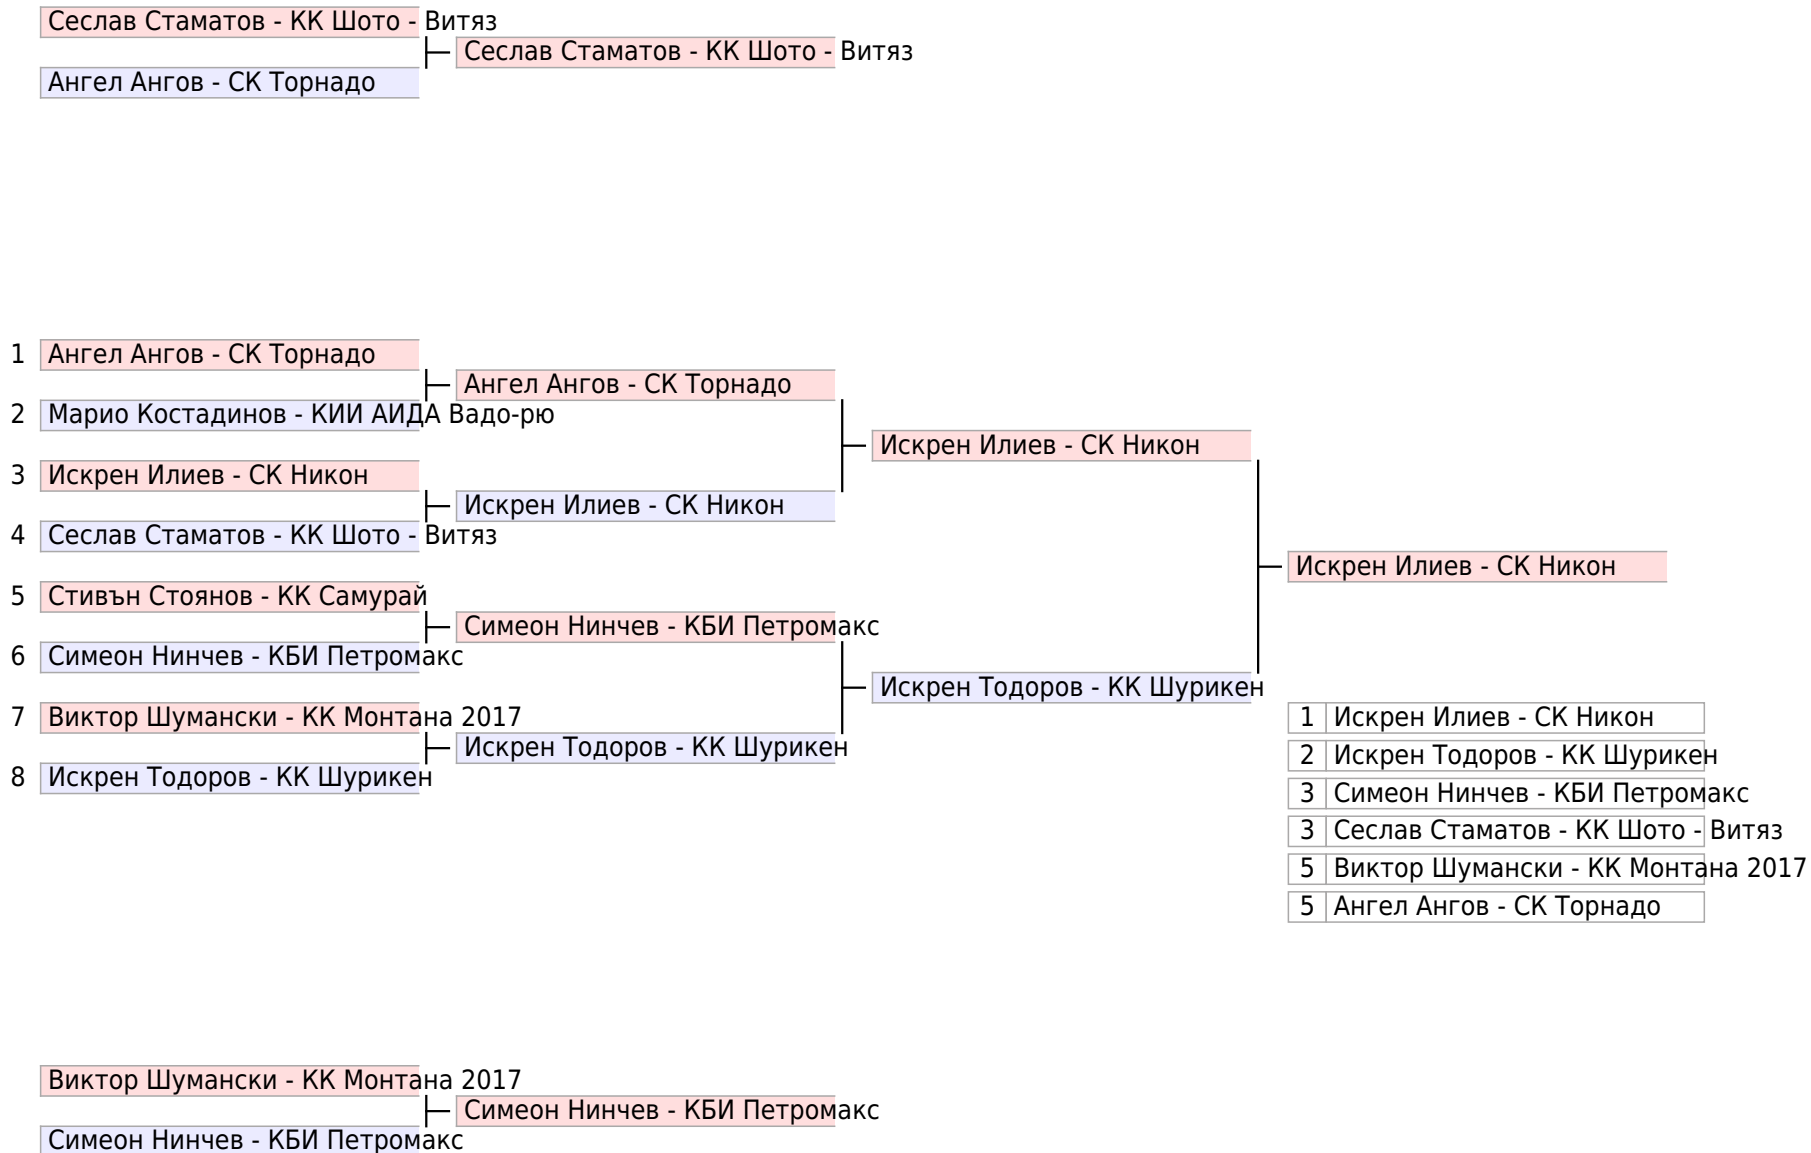 Сеслав Стаматов - КК Шото - Витяз
Сеслав Стаматов - КК Шото - Витяз
Ангел Ангов - СК Торнадо
1 Ангел Ангов - СК Торнадо
Ангел Ангов - СК Торнадо
2 Марио Костадинов - КИИ АИДА Вадо-рю
Искрен Илиев - СК Никон
3 Искрен Илиев - СК Никон
Искрен Илиев - СК Никон
4 Сеслав Стаматов - КК Шото - Витяз
Искрен Илиев - СК Никон
5 Стивън Стоянов - КК Самурай
Симеон Нинчев - КБИ Петромакс
6 Симеон Нинчев - КБИ Петромакс
Искрен Тодоров - КК Шурикен
7 Виктор Шумански - КК Монтана 2017
Искрен Тодоров - КК Шурикен
8 Искрен Тодоров - КК Шурикен
1 Искрен Илиев - СК Никон
2 Искрен Тодоров - КК Шурикен
3 Симеон Нинчев - КБИ Петромакс
3 Сеслав Стаматов - КК Шото - Витяз
5 Виктор Шумански - КК Монтана 2017
5 Ангел Ангов - СК Торнадо
Виктор Шумански - КК Монтана 2017
Симеон Нинчев - КБИ Петромакс
Симеон Нинчев - КБИ Петромакс